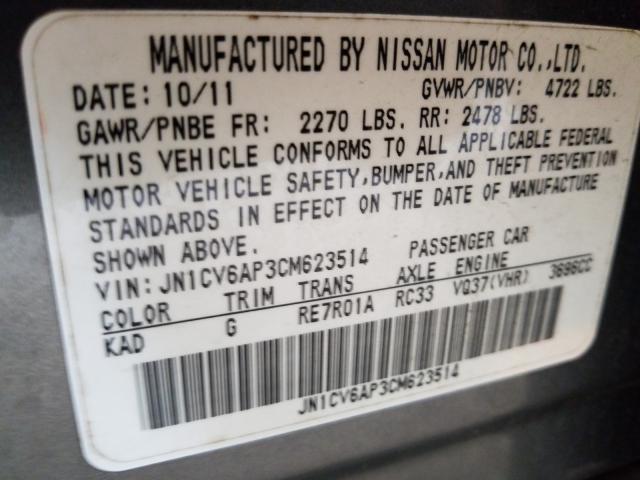 MANUFACTURED BY NISSAN MOTOR CO.,LTD.
DATE: 10/11 GVWR/PNBV: 4722 LBS.
GAWR/PNBE FR: 2270 LBS. RR: 2478 LBS.
THIS VEHICLE CONFORMS TO ALL APPLICABLE FEDERAL
MOTOR VEHICLE SAFETY,BUMPER,AND THEFT PREVENTION
STANDARDS IN EFFECT ON THE DATE OF MANUFACTURE
SHOWN ABOVE.
VIN: JN1CV6AP3CM623514 PASSENGER CAR
COLOR TRIM TRANS AXLE ENGINE
KAD G RE7R01A RC33 VQ37(VHR) 3696CC
JN1CV6AP3CM623514